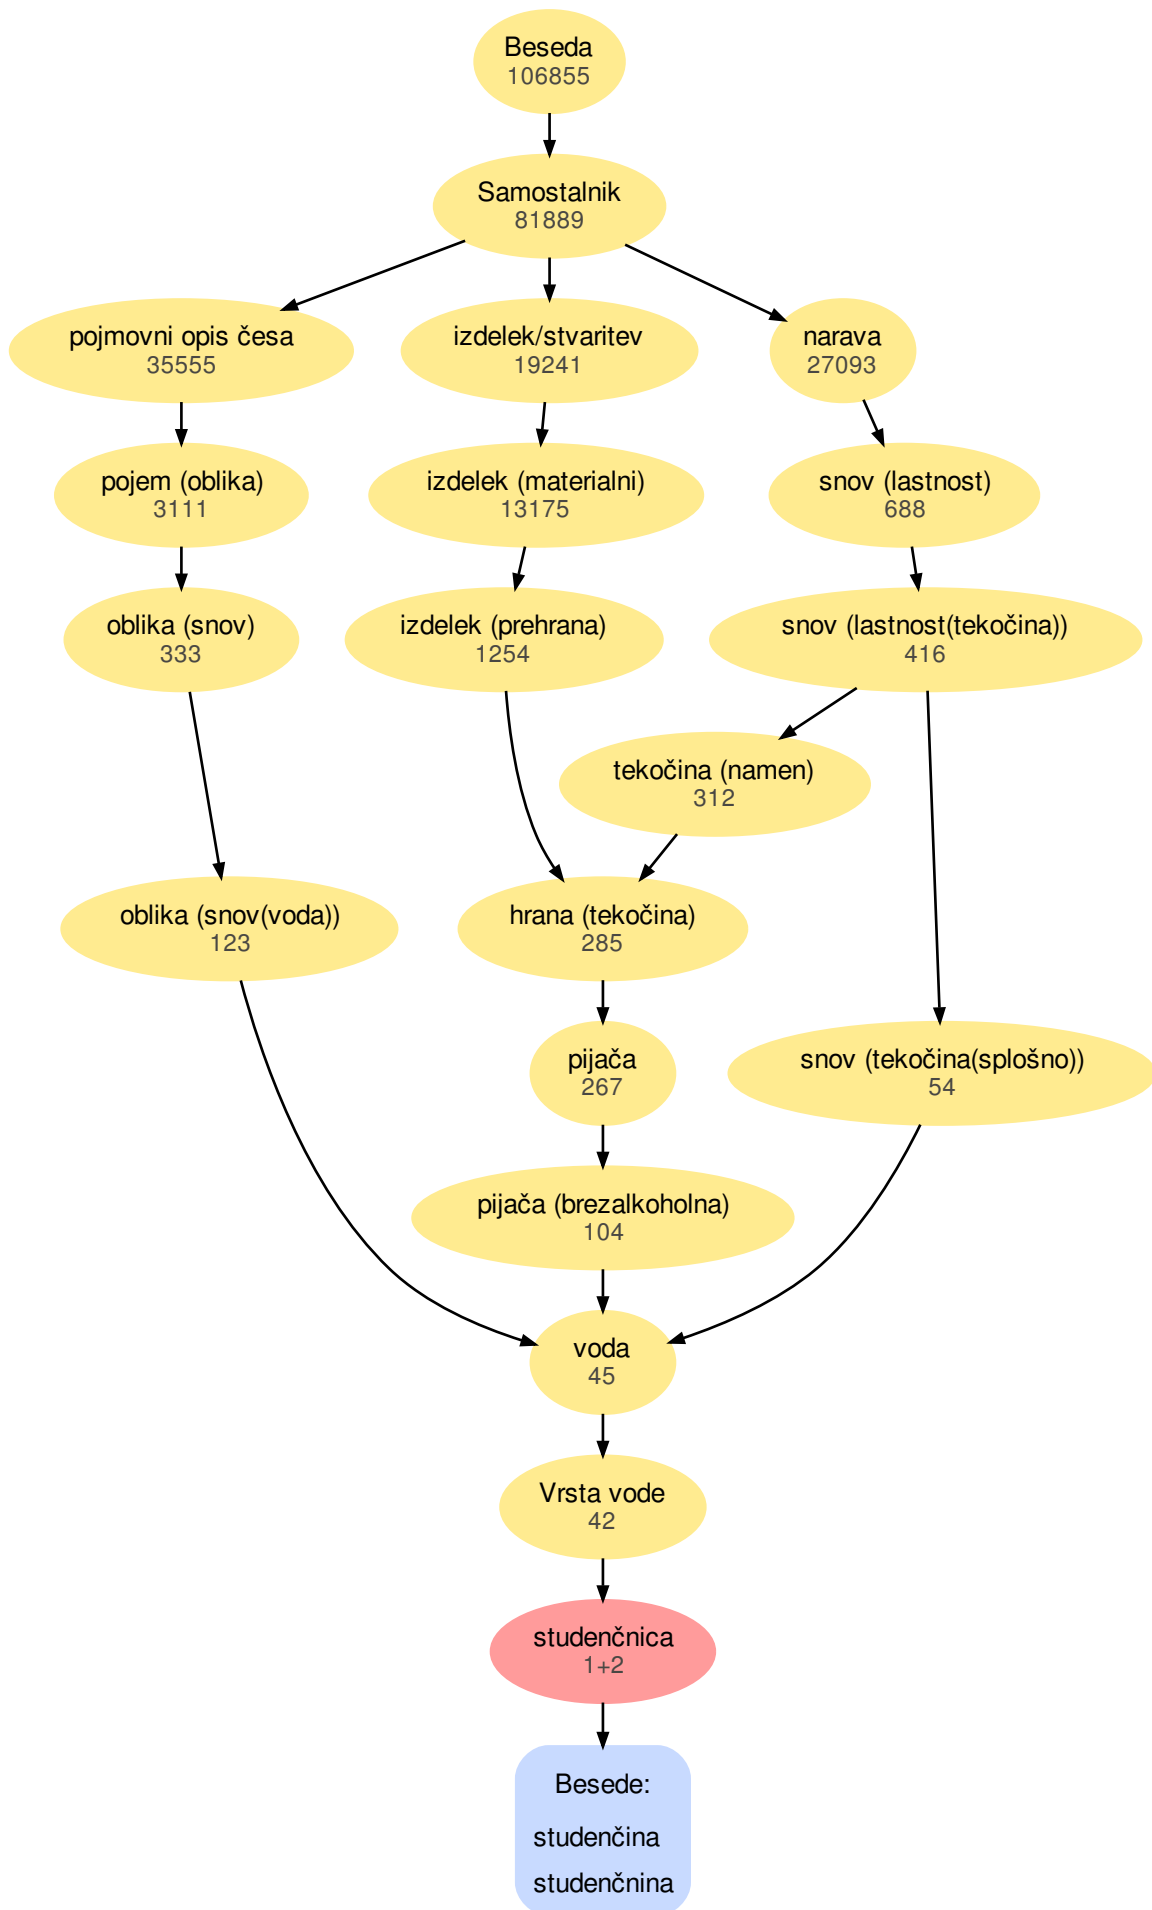 Beseda
106855
Samostalnik
81889
pojmovni opis česa
35555
izdelek/stvaritev
19241
narava
27093
pojem (oblika)
3111
izdelek (materialni)
13175
snov (lastnost)
688
oblika (snov)
333
izdelek (prehrana)
1254
snov (lastnost(tekočina))
416
tekočina (namen)
312
oblika (snov(voda))
123
hrana (tekočina)
285
pijača
267
snov (tekočina(splošno))
54
pijača (brezalkoholna)
104
voda
45
Vrsta vode
42
studenčnica
1+2
Besede:
studenčina
studenčnina